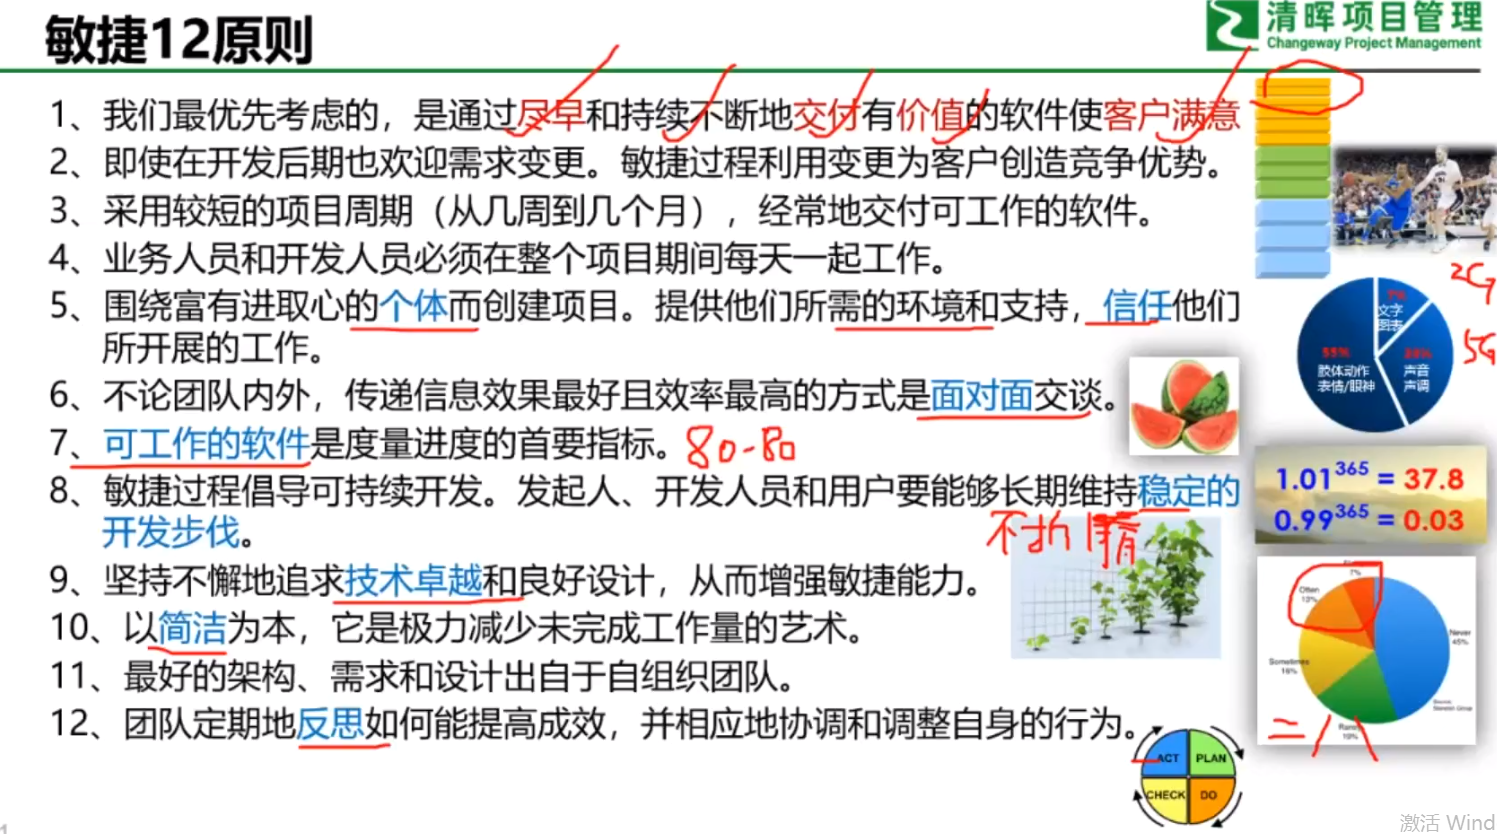 敏捷12原则
清晖项目管理
Changeway Project Management
1、我们最优先考虑的，是通过尽早和持续不断地交付有价值的软件使客户满意
2、即使在开发后期也欢迎需求变更。敏捷过程利用变更为客户创造竞争优势。
3、采用较短的项目周期（从几周到几个月），经常地交付可工作的软件。
4、业务人员和开发人员必须在整个项目期间每天一起工作。
5、围绕富有进取心的个体而创建项目。提供他们所需的环境和支持，信任他们
所开展的工作。
6、不论团队内外，传递信息效果最好且效率最高的方式是面对面交谈。
7、可工作的软件是度量进度的首要指标。 80-80
8、敏捷过程倡导可持续开发。发起人、开发人员和用户要能够长期维持稳定的
开发步伐。
9、坚持不懈地追求技术卓越和良好设计，从而增强敏捷能力。
10、以简洁为本，它是极力减少未完成工作量的艺术。
11、最好的架构、需求和设计出自于自组织团队。
12、团队定期地反思如何能提高成效，并相应地协调和调整自身的行为。
2G
5G
7%
文字
图表
55%
肢体动作
表情/眼神
38%
声音
声调
1.01365 = 37.8
0.99365 = 0.03
7%
Often
13%
Never
45%
Sometimes
16%
19%
二八
ACT
PLAN
CHECK
DO
激活 Wind